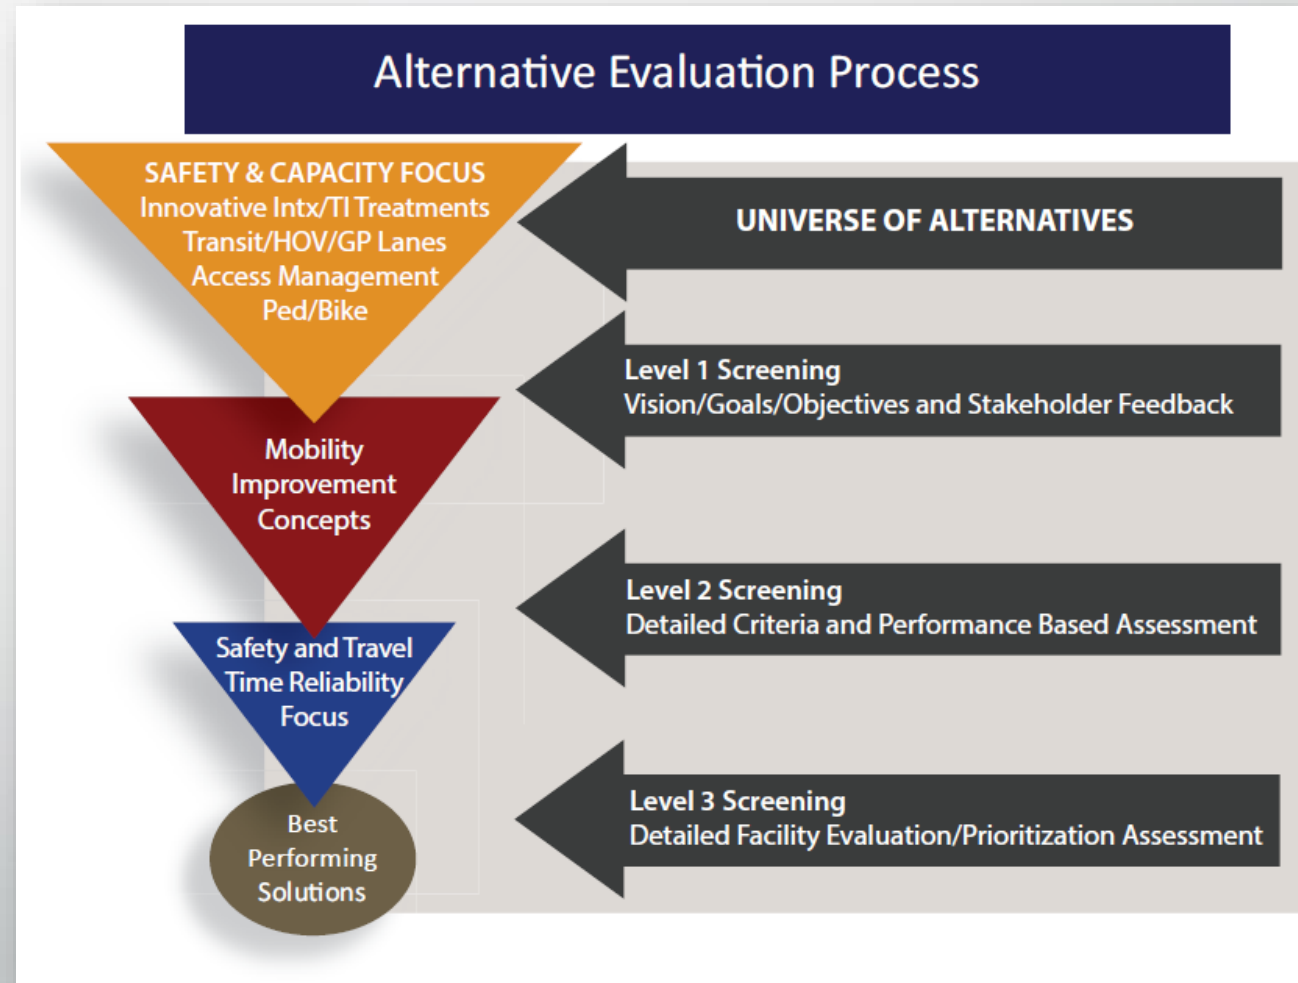 Alternative Evaluation Process
SAFETY & CAPACITY FOCUS
Innovative Intx/TI Treatments
Transit/HOV/GP Lanes
Access Management
Ped/Bike
UNIVERSE OF ALTERNATIVES
Level 1 Screening
Vision/Goals/Objectives and Stakeholder Feedback
Mobility
Improvement
Concepts
Level 2 Screening
Detailed Criteria and Performance Based Assessment
Safety and Travel
Time Reliability
Focus
Level 3 Screening
Detailed Facility Evaluation/Prioritization Assessment
Best
Performing
Solutions